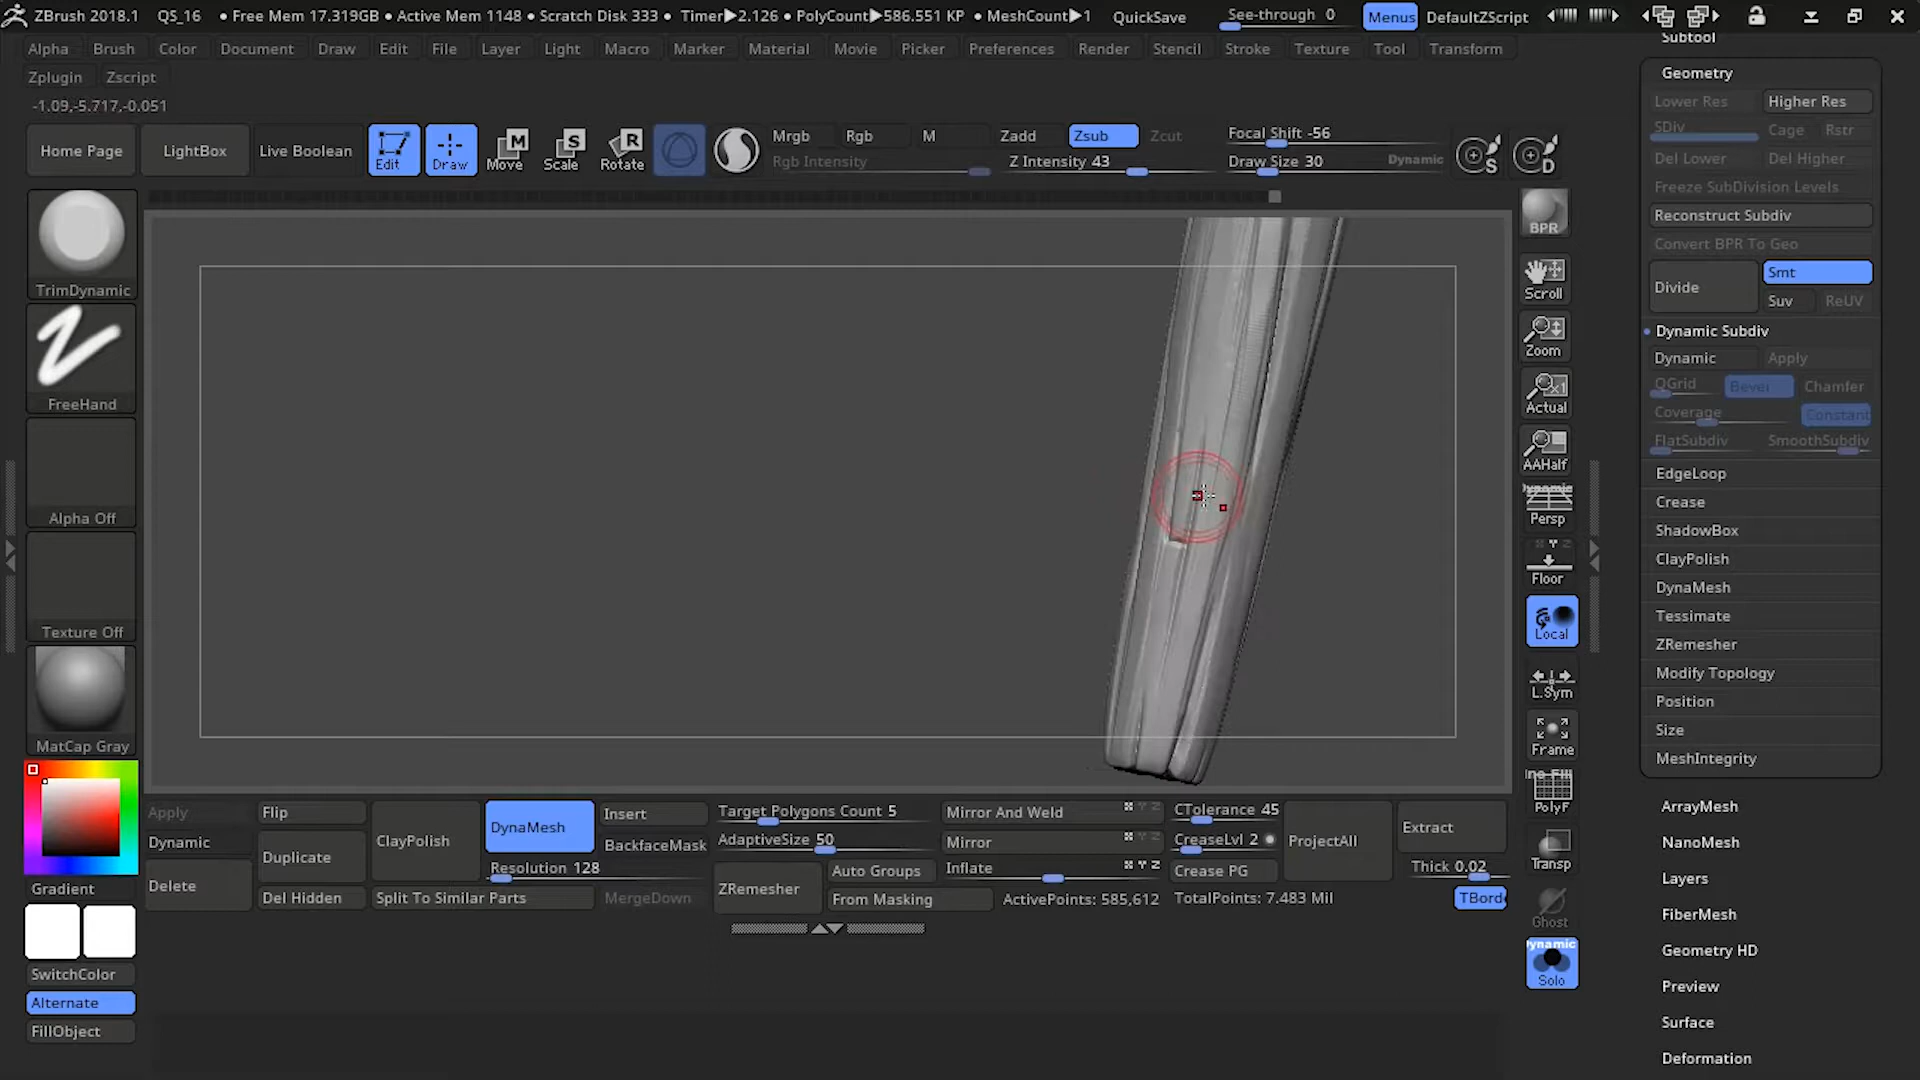 ZBrush 2018.1 QS_16 • Free Mem 17.319GB • Active Mem 1148 • Scratch Disk 333 • Timer▶2.126 • PolyCount▶586.551 KP • MeshCount▶1 QuickSave See-through 0 Menus DefaultZScript
Alpha Brush Color Document Draw Edit File Layer Light Macro Marker Material Movie Picker Preferences Render Stencil Stroke Texture Tool Transform
Zplugin Zscript
-1.09,-5.717,-0.051
Home Page LightBox Live Boolean Edit Draw Move Scale Rotate
Mrgb Rgb M Zadd Zsub Zcut Focal Shift -56
Rgb Intensity Z Intensity 43 Draw Size 30 Dynamic
S D
TrimDynamic
FreeHand
Alpha Off
Texture Off
MatCap Gray
Gradient
SwitchColor
Alternate
FillObject
BPR
Scroll
Zoom
Actual
AAHalf
Dynamic
Persp
Floor
Local
L.Sym
Frame
PolyF
Transp
Ghost
Solo
Subtool
Geometry
Lower Res Higher Res
SDiv Cage Rstr
Del Lower Del Higher
Freeze SubDivision Levels
Reconstruct Subdiv
Convert BPR To Geo
Divide Smt
Suv ReUV
Dynamic Subdiv
Dynamic Apply
QGrid Bevel Chamfer
Coverage Constant
FlatSubdiv SmoothSubdiv
EdgeLoop
Crease
ShadowBox
ClayPolish
DynaMesh
Tessimate
ZRemesher
Modify Topology
Position
Size
MeshIntegrity
ArrayMesh
NanoMesh
Layers
FiberMesh
Geometry HD
Preview
Surface
Deformation
Apply Flip ClayPolish DynaMesh Insert Target Polygons Count 5 Mirror And Weld CTolerance 45 ProjectAll Extract
Dynamic Duplicate BackfaceMask AdaptiveSize 50 Mirror CreaseLvl 2
Delete Resolution 128 ZRemesher Auto Groups Inflate Crease PG Thick 0.02
Del Hidden Split To Similar Parts MergeDown From Masking ActivePoints: 585,612 TotalPoints: 7.483 Mil TBord